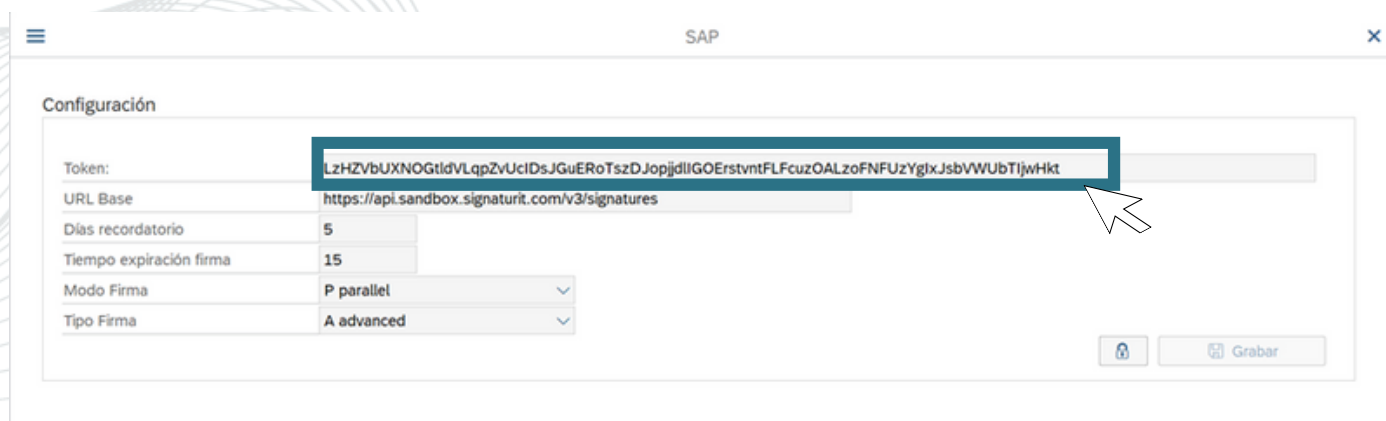 SAP
Configuración
Token: LzHZVbUXNOGtldVLqpZvUcIDsJGuERoTszDJopjjdlIGOErstvntFLFcuzOALzoFNFUzYgIxJsbVWUbTIjwHkt
URL Base https://api.sandbox.signaturit.com/v3/signatures
Días recordatorio 5
Tiempo expiración firma 15
Modo Firma P parallel
Tipo Firma A advanced
Grabar